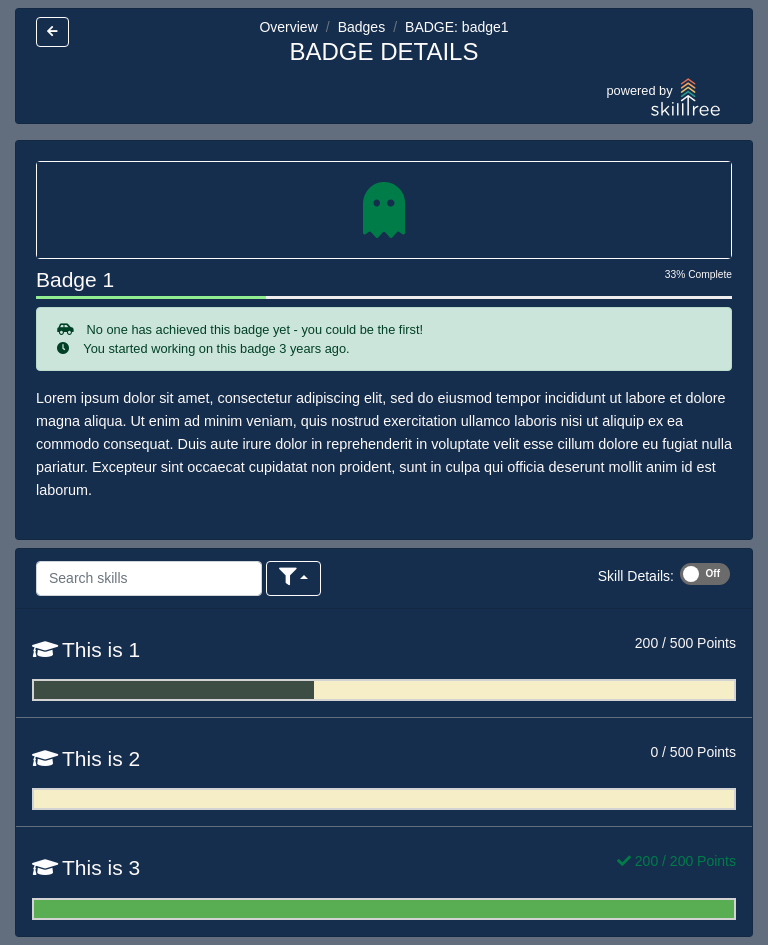 Overview / Badges / BADGE: badge1
BADGE DETAILS
powered by
skilltree
Badge 1
33% Complete
No one has achieved this badge yet - you could be the first!
You started working on this badge 3 years ago.
Lorem ipsum dolor sit amet, consectetur adipiscing elit, sed do eiusmod tempor incididunt ut labore et dolore
magna aliqua. Ut enim ad minim veniam, quis nostrud exercitation ullamco laboris nisi ut aliquip ex ea
commodo consequat. Duis aute irure dolor in reprehenderit in voluptate velit esse cillum dolore eu fugiat nulla
pariatur. Excepteur sint occaecat cupidatat non proident, sunt in culpa qui officia deserunt mollit anim id est
laborum.
Search skills
Skill Details: Off
This is 1
200 / 500 Points
This is 2
0 / 500 Points
This is 3
200 / 200 Points